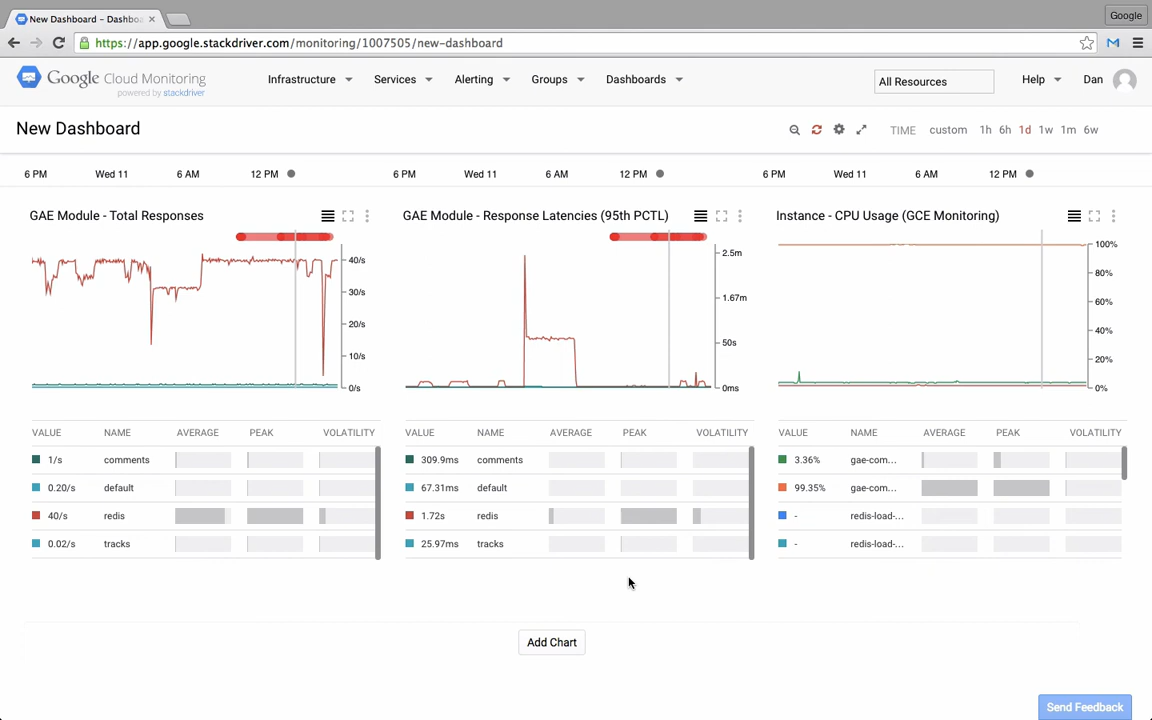 New Dashboard – Dashboa
Google
https://app.google.stackdriver.com/monitoring/1007505/new-dashboard
Google Cloud Monitoring
powered by stackdriver
Infrastructure Services Alerting Groups Dashboards
All Resources
Help Dan
New Dashboard
TIME custom 1h 6h 1d 1w 1m 6w
6 PM Wed 11 6 AM 12 PM
6 PM Wed 11 6 AM 12 PM
6 PM Wed 11 6 AM 12 PM
GAE Module - Total Responses
40/s
30/s
20/s
10/s
0/s
VALUE NAME AVERAGE PEAK VOLATILITY
1/s comments
0.20/s default
40/s redis
0.02/s tracks
GAE Module - Response Latencies (95th PCTL)
2.5m
1.67m
50s
0ms
VALUE NAME AVERAGE PEAK VOLATILITY
309.9ms comments
67.31ms default
1.72s redis
25.97ms tracks
Instance - CPU Usage (GCE Monitoring)
100%
80%
60%
40%
20%
0%
VALUE NAME AVERAGE PEAK VOLATILITY
3.36% gae-com...
99.35% gae-com...
- redis-load-...
- redis-load-...
Add Chart
Send Feedback